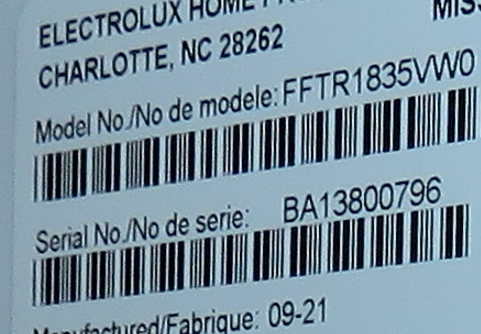 ELECTROLUX HOME
MISS
CHARLOTTE, NC 28262
Model No./No de modele: FFTR1835VW0
Serial No./No de serie: BA13800796
Manufactured/Fabrique: 09-21